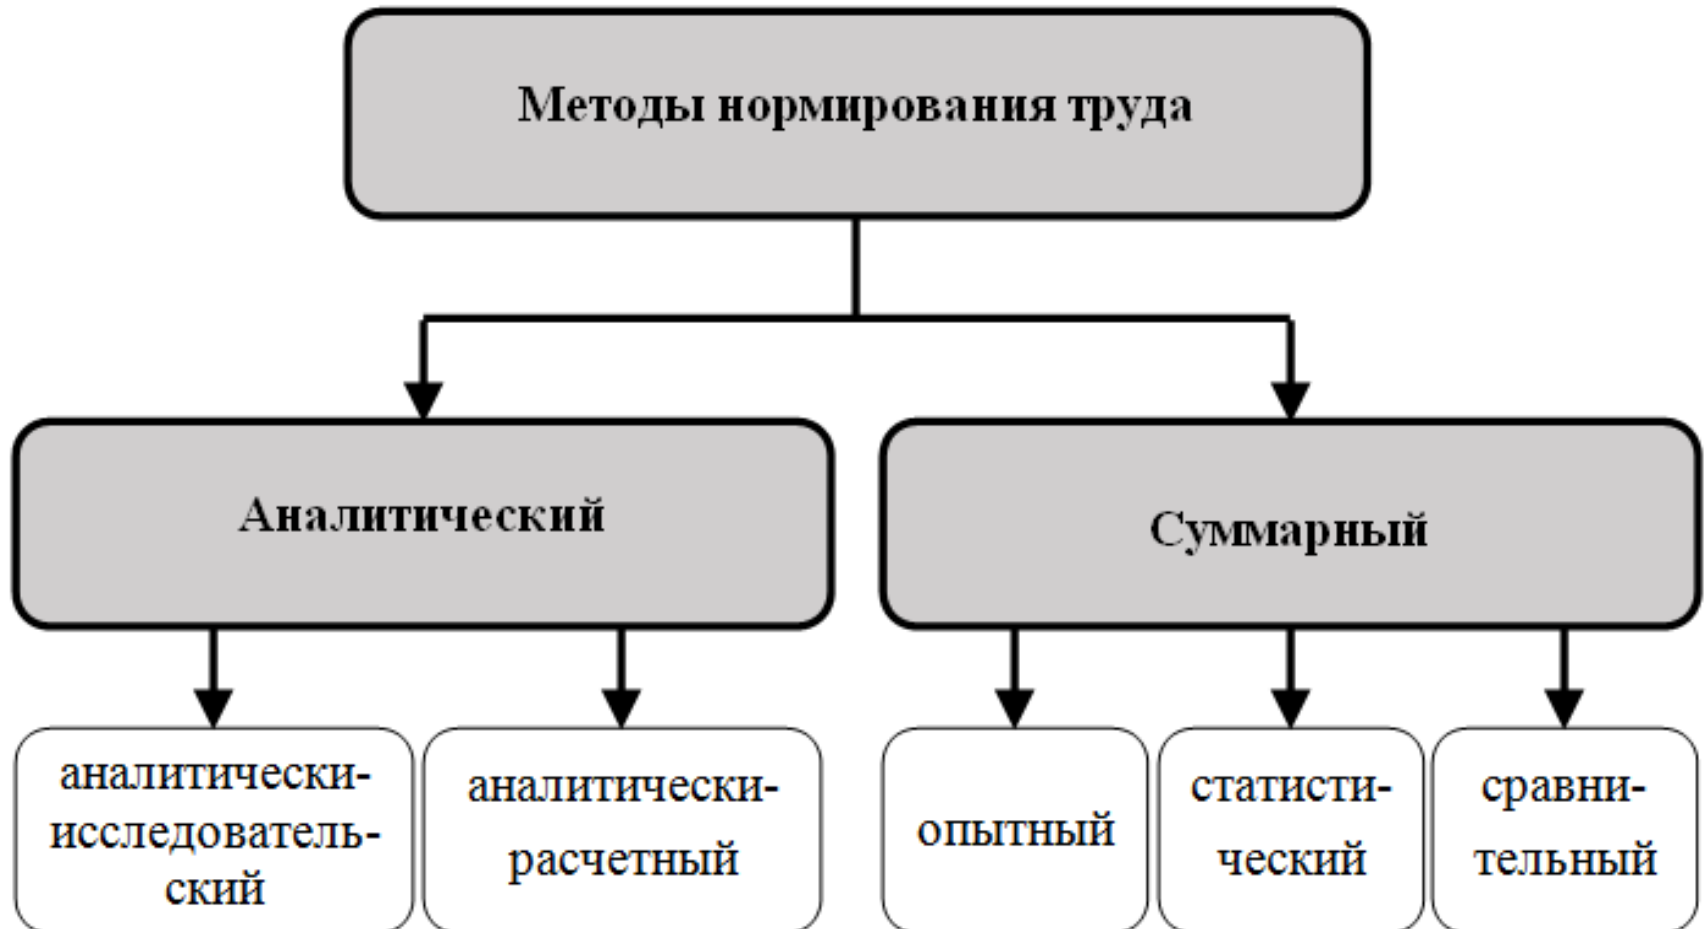 Методы нормирования труда
Аналитический
Суммарный
аналитически-
исследователь-
ский
аналитически-
расчетный
опытный
статисти-
ческий
сравни-
тельный